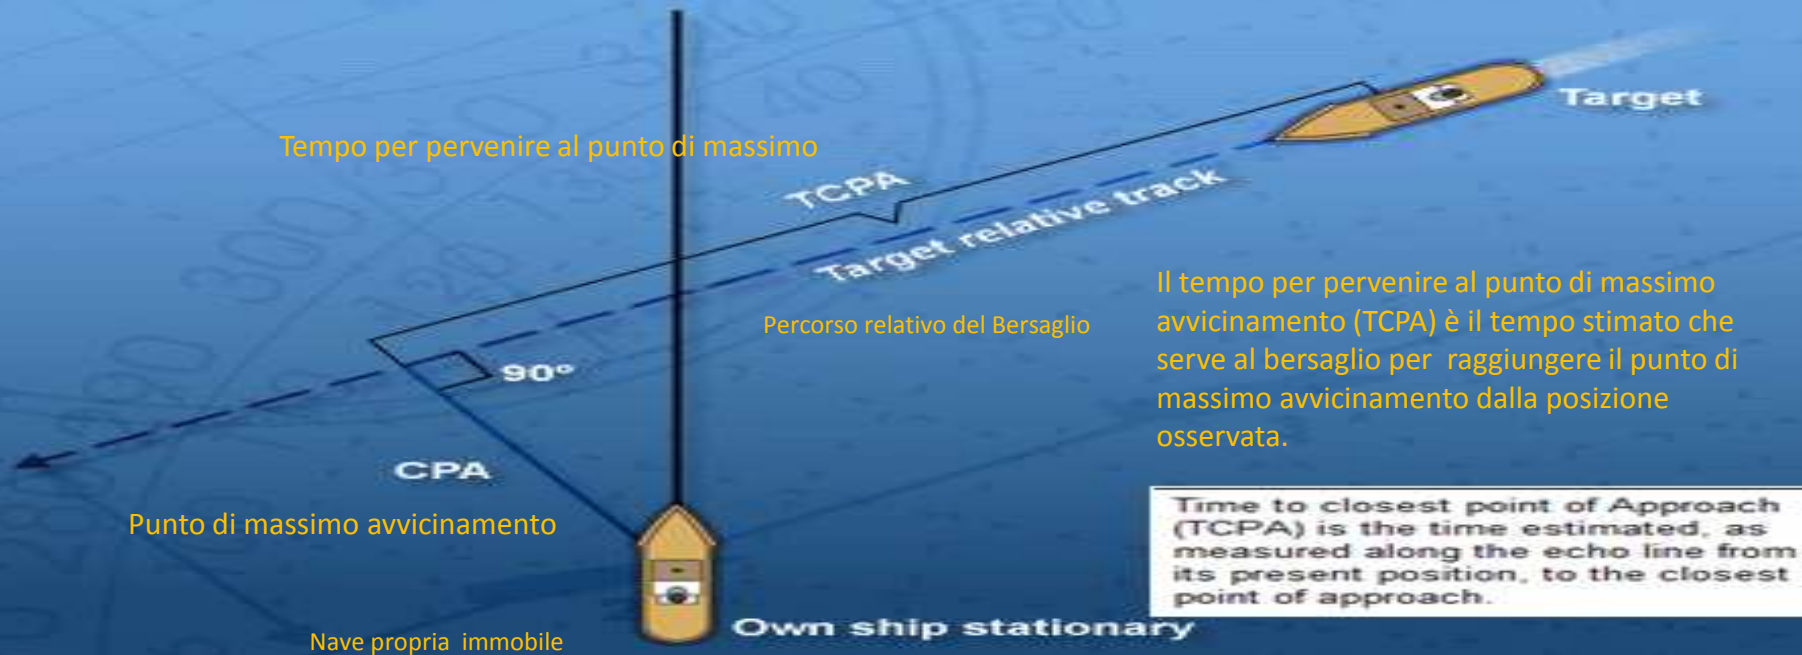 Target
Tempo per pervenire al punto di massimo
TCPA
Target relative track
Il tempo per pervenire al punto di massimo
avvicinamento (TCPA) è il tempo stimato che
serve al bersaglio per raggiungere il punto di
massimo avvicinamento dalla posizione
osservata.
Percorso relativo del Bersaglio
90°
CPA
Punto di massimo avvicinamento
Time to closest point of Approach
(TCPA) is the time estimated, as
measured along the echo line from
its present position, to the closest
point of approach.
Own ship stationary
Nave propria immobile